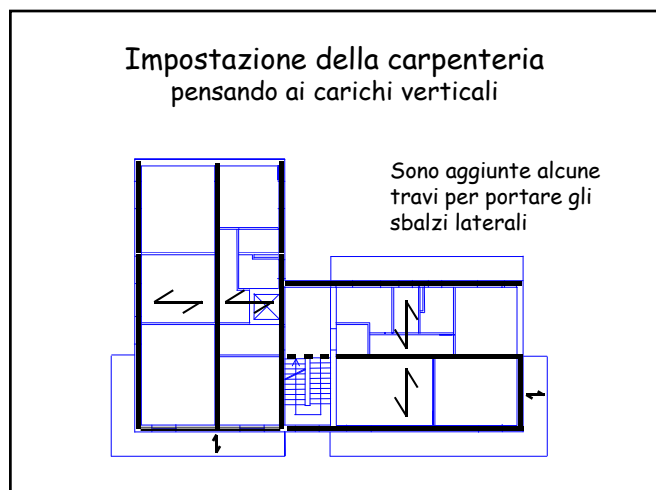 Impostazione della carpenteria
pensando ai carichi verticali
Sono aggiunte alcune
travi per portare gli
sbalzi laterali